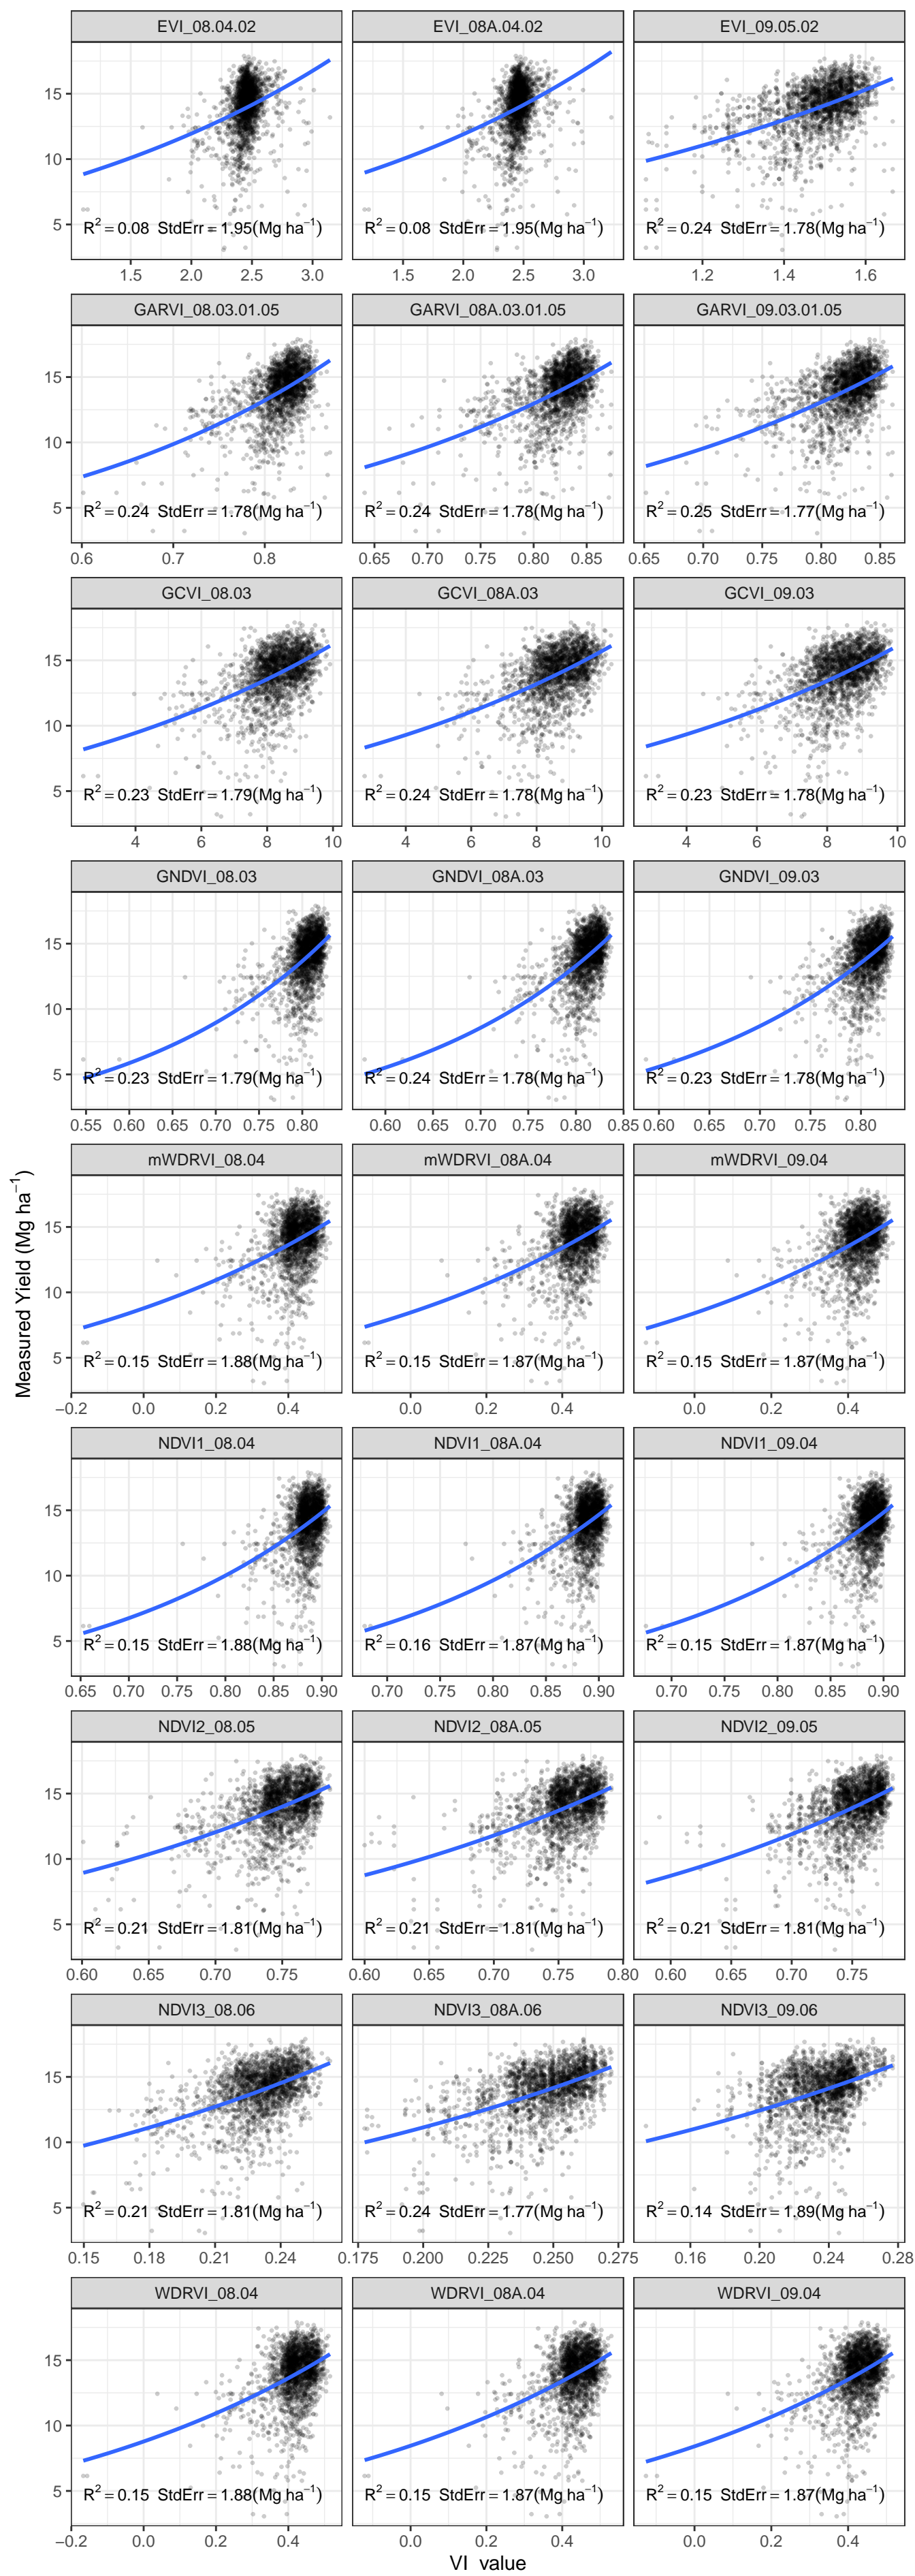 EVI_08.04.02 EVI_08A.04.02 EVI_09.05.02
15
10
5
R² = 0.08 StdErr = 1.95(Mg ha⁻¹) R² = 0.08 StdErr = 1.95(Mg ha⁻¹) R² = 0.24 StdErr = 1.78(Mg ha⁻¹)
1.5 2.0 2.5 3.0 1.5 2.0 2.5 3.0 1.2 1.4 1.6
GARVI_08.03.01.05 GARVI_08A.03.01.05 GARVI_09.03.01.05
15
10
5
R² = 0.24 StdErr = 1.78(Mg ha⁻¹) R² = 0.24 StdErr = 1.78(Mg ha⁻¹) R² = 0.25 StdErr = 1.77(Mg ha⁻¹)
0.6 0.7 0.8 0.65 0.70 0.75 0.80 0.85 0.65 0.70 0.75 0.80 0.85
GCVI_08.03 GCVI_08A.03 GCVI_09.03
15
10
5
R² = 0.23 StdErr = 1.79(Mg ha⁻¹) R² = 0.24 StdErr = 1.78(Mg ha⁻¹) R² = 0.23 StdErr = 1.78(Mg ha⁻¹)
4 6 8 10 4 6 8 10 4 6 8 10
GNDVI_08.03 GNDVI_08A.03 GNDVI_09.03
15
10
5
R² = 0.23 StdErr = 1.79(Mg ha⁻¹) R² = 0.24 StdErr = 1.78(Mg ha⁻¹) R² = 0.23 StdErr = 1.78(Mg ha⁻¹)
0.55 0.60 0.65 0.70 0.75 0.80 0.60 0.65 0.70 0.75 0.80 0.85 0.60 0.65 0.70 0.75 0.80
mWDRVI_08.04 mWDRVI_08A.04 mWDRVI_09.04
15
10
5
R² = 0.15 StdErr = 1.88(Mg ha⁻¹) R² = 0.15 StdErr = 1.87(Mg ha⁻¹) R² = 0.15 StdErr = 1.87(Mg ha⁻¹)
−0.2 0.0 0.2 0.4 0.0 0.2 0.4 0.0 0.2 0.4
Measured Yield (Mg ha⁻¹)
NDVI1_08.04 NDVI1_08A.04 NDVI1_09.04
15
10
5
R² = 0.15 StdErr = 1.88(Mg ha⁻¹) R² = 0.16 StdErr = 1.87(Mg ha⁻¹) R² = 0.15 StdErr = 1.87(Mg ha⁻¹)
0.65 0.70 0.75 0.80 0.85 0.90 0.70 0.75 0.80 0.85 0.90 0.70 0.75 0.80 0.85 0.90
NDVI2_08.05 NDVI2_08A.05 NDVI2_09.05
15
10
5
R² = 0.21 StdErr = 1.81(Mg ha⁻¹) R² = 0.21 StdErr = 1.81(Mg ha⁻¹) R² = 0.21 StdErr = 1.81(Mg ha⁻¹)
0.60 0.65 0.70 0.75 0.60 0.65 0.70 0.75 0.80 0.60 0.65 0.70 0.75
NDVI3_08.06 NDVI3_08A.06 NDVI3_09.06
15
10
5
R² = 0.21 StdErr = 1.81(Mg ha⁻¹) R² = 0.24 StdErr = 1.77(Mg ha⁻¹) R² = 0.14 StdErr = 1.89(Mg ha⁻¹)
0.15 0.18 0.21 0.24 0.175 0.200 0.225 0.250 0.275 0.16 0.20 0.24 0.28
WDRVI_08.04 WDRVI_08A.04 WDRVI_09.04
15
10
5
R² = 0.15 StdErr = 1.88(Mg ha⁻¹) R² = 0.15 StdErr = 1.87(Mg ha⁻¹) R² = 0.15 StdErr = 1.87(Mg ha⁻¹)
−0.2 0.0 0.2 0.4 0.0 0.2 0.4 0.0 0.2 0.4
VI value